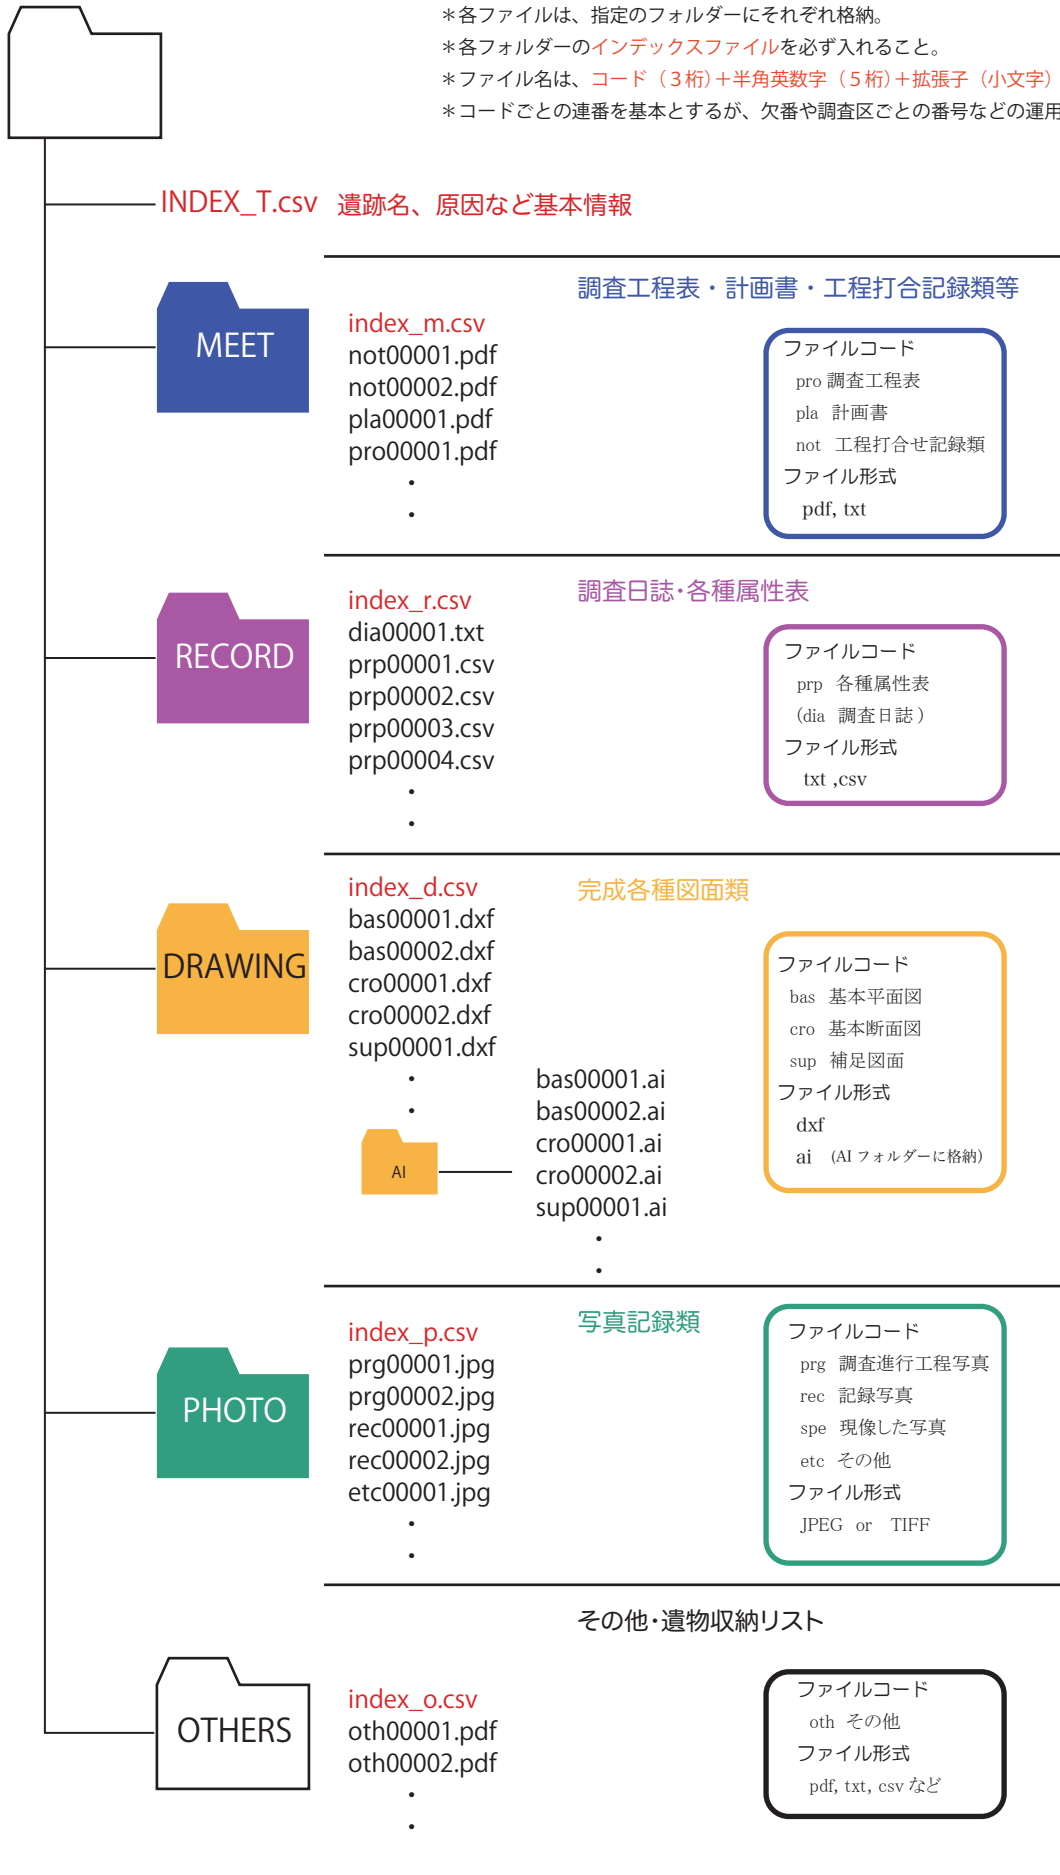 ＊各ファイルは、指定のフォルダーにそれぞれ格納。
＊各フォルダーのインデックスファイルを必ず入れること。
＊ファイル名は、コード（３桁）＋半角英数字（５桁）＋拡張子（小文字）
＊コードごとの連番を基本とするが、欠番や調査区ごとの番号などの運用
INDEX_T.csv 遺跡名、原因など基本情報
調査工程表・計画書・工程打合記録類等
MEET
index_m.csv
not00001.pdf
not00002.pdf
pla00001.pdf
pro00001.pdf
・
・
ファイルコード
pro 調査工程表
pla 計画書
not 工程打合せ記録類
ファイル形式
pdf, txt
調査日誌・各種属性表
RECORD
index_r.csv
dia00001.txt
prp00001.csv
prp00002.csv
prp00003.csv
prp00004.csv
・
・
ファイルコード
prp 各種属性表
(dia 調査日誌 )
ファイル形式
txt ,csv
完成各種図面類
DRAWING
index_d.csv
bas00001.dxf
bas00002.dxf
cro00001.dxf
cro00002.dxf
sup00001.dxf
・
・
AI
bas00001.ai
bas00002.ai
cro00001.ai
cro00002.ai
sup00001.ai
・
・
ファイルコード
bas 基本平面図
cro 基本断面図
sup 補足図面
ファイル形式
dxf
ai (AI フォルダーに格納)
写真記録類
PHOTO
index_p.csv
prg00001.jpg
prg00002.jpg
rec00001.jpg
rec00002.jpg
etc00001.jpg
・
・
ファイルコード
prg 調査進行工程写真
rec 記録写真
spe 現像した写真
etc その他
ファイル形式
JPEG or TIFF
その他・遺物収納リスト
OTHERS
index_o.csv
oth00001.pdf
oth00002.pdf
・
・
ファイルコード
oth その他
ファイル形式
pdf, txt, csv など